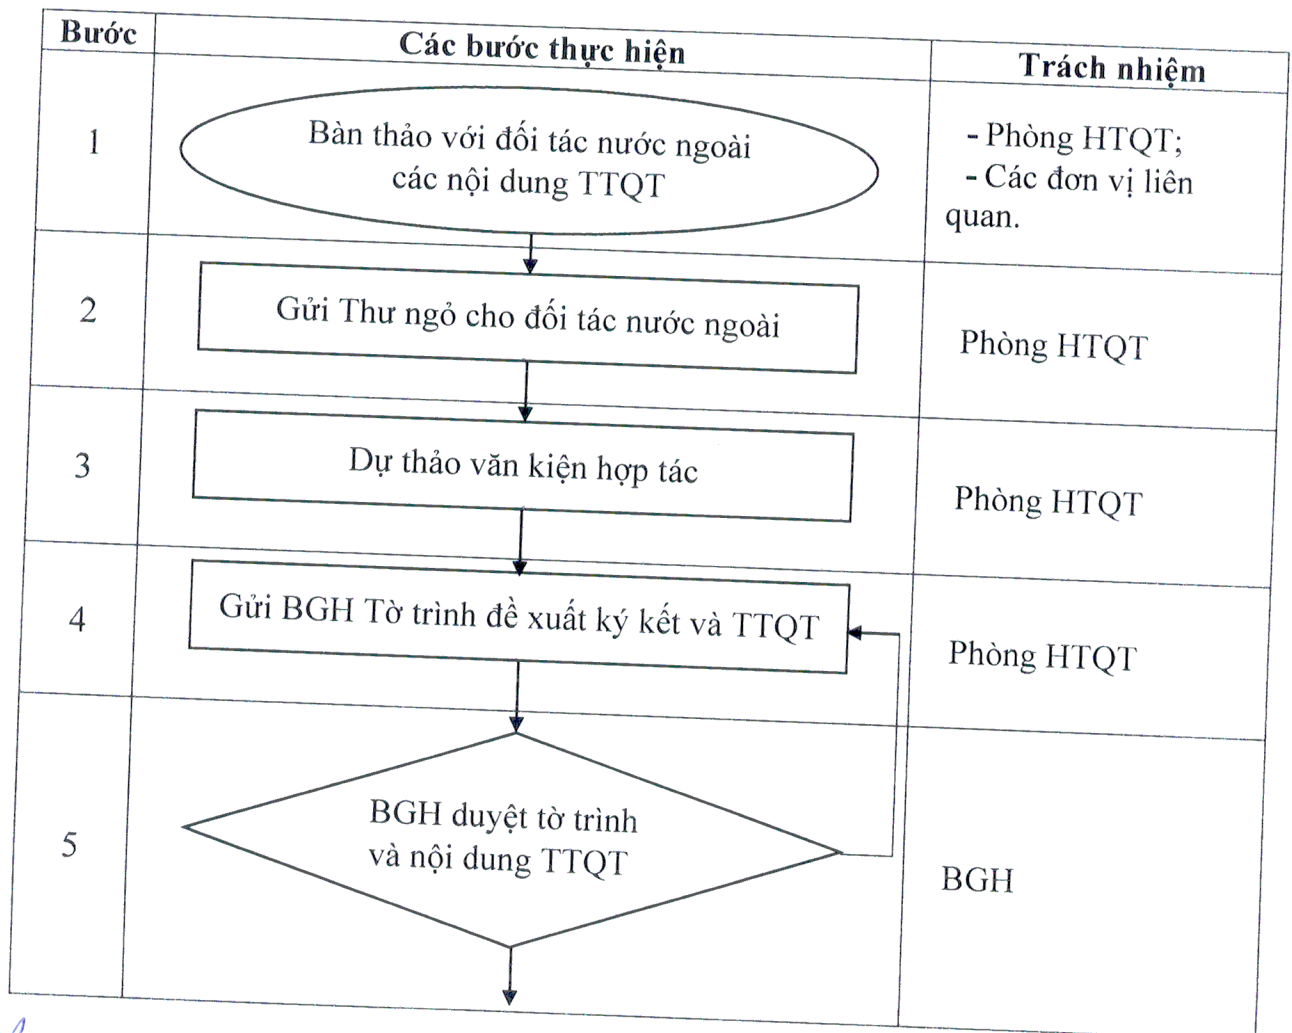 Bước
Các bước thực hiện
Trách nhiệm
1
Bàn thảo với đối tác nước ngoài
các nội dung TTQT
- Phòng HTQT;
- Các đơn vị liên
quan.
2
Gửi Thư ngỏ cho đối tác nước ngoài
Phòng HTQT
3
Dự thảo văn kiện hợp tác
Phòng HTQT
4
Gửi BGH Tờ trình đề xuất ký kết và TTQT
Phòng HTQT
5
BGH duyệt tờ trình
và nội dung TTQT
BGH